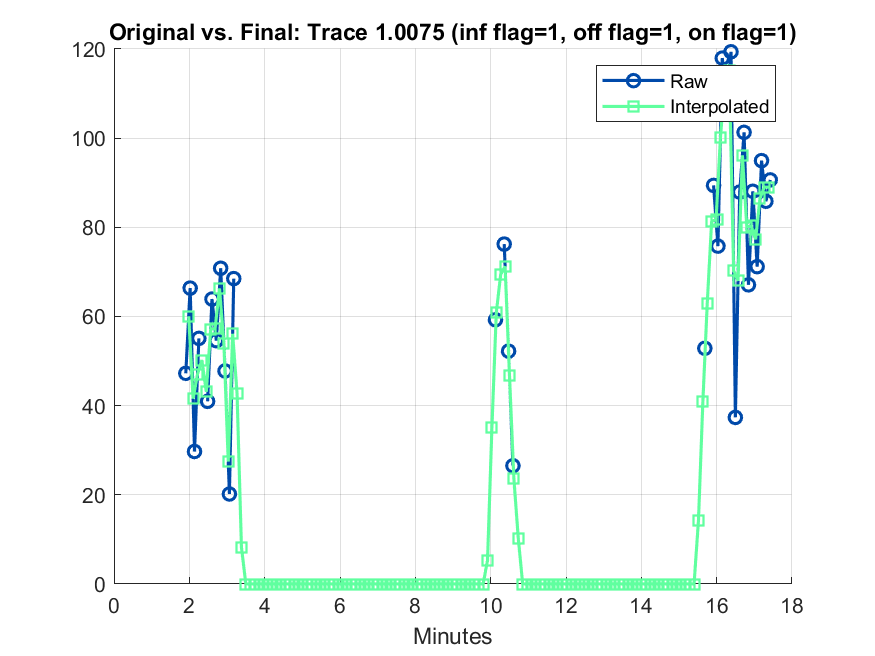 Original vs. Final: Trace 1.0075 (inf flag=1, off flag=1, on flag=1)
Raw
Interpolated
120
100
80
60
40
20
0
0 2 4 6 8 10 12 14 16 18
Minutes